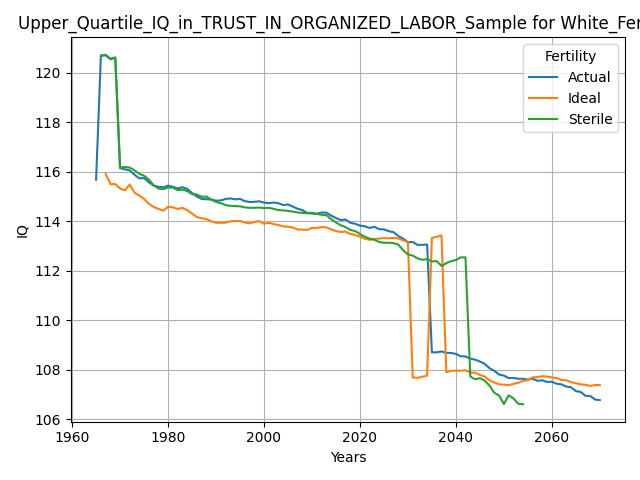 Upper_Quartile_IQ_in_TRUST_IN_ORGANIZED_LABOR_Sample for White_Fer
Fertility
Actual
Ideal
Sterile
120
118
116
114
112
110
108
106
IQ
1960
1980
2000
2020
2040
2060
Years